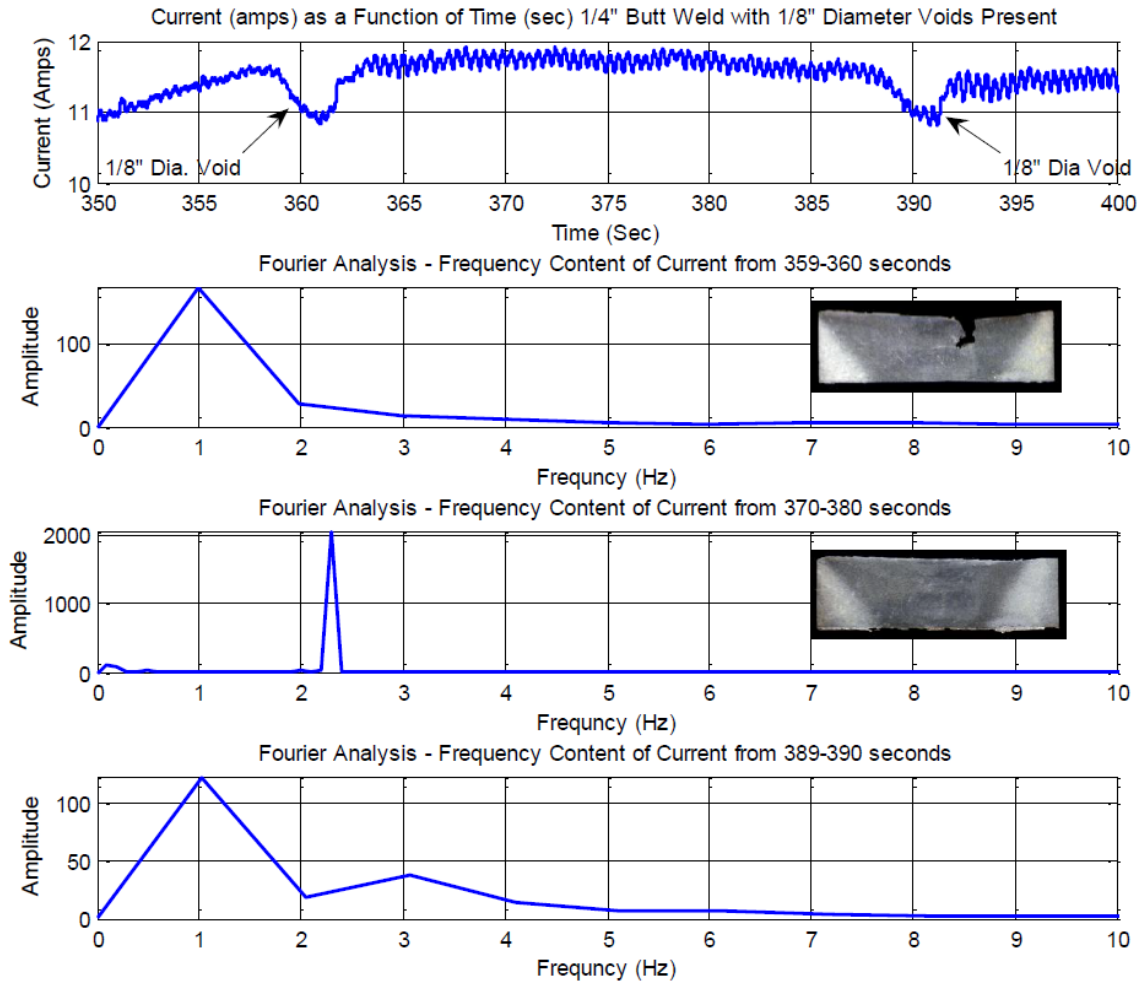 Current (amps) as a Function of Time (sec) 1/4" Butt Weld with 1/8" Diameter Voids Present
Current (Amps)
12
11
10
1/8" Dia. Void
1/8" Dia Void
350 355 360 365 370 375 380 385 390 395 400
Time (Sec)
Fourier Analysis - Frequency Content of Current from 359-360 seconds
Amplitude
100
0
0 1 2 3 4 5 6 7 8 9 10
Frequncy (Hz)
Fourier Analysis - Frequency Content of Current from 370-380 seconds
Amplitude
2000
1000
0
0 1 2 3 4 5 6 7 8 9 10
Frequncy (Hz)
Fourier Analysis - Frequency Content of Current from 389-390 seconds
Amplitude
100
50
0
0 1 2 3 4 5 6 7 8 9 10
Frequncy (Hz)